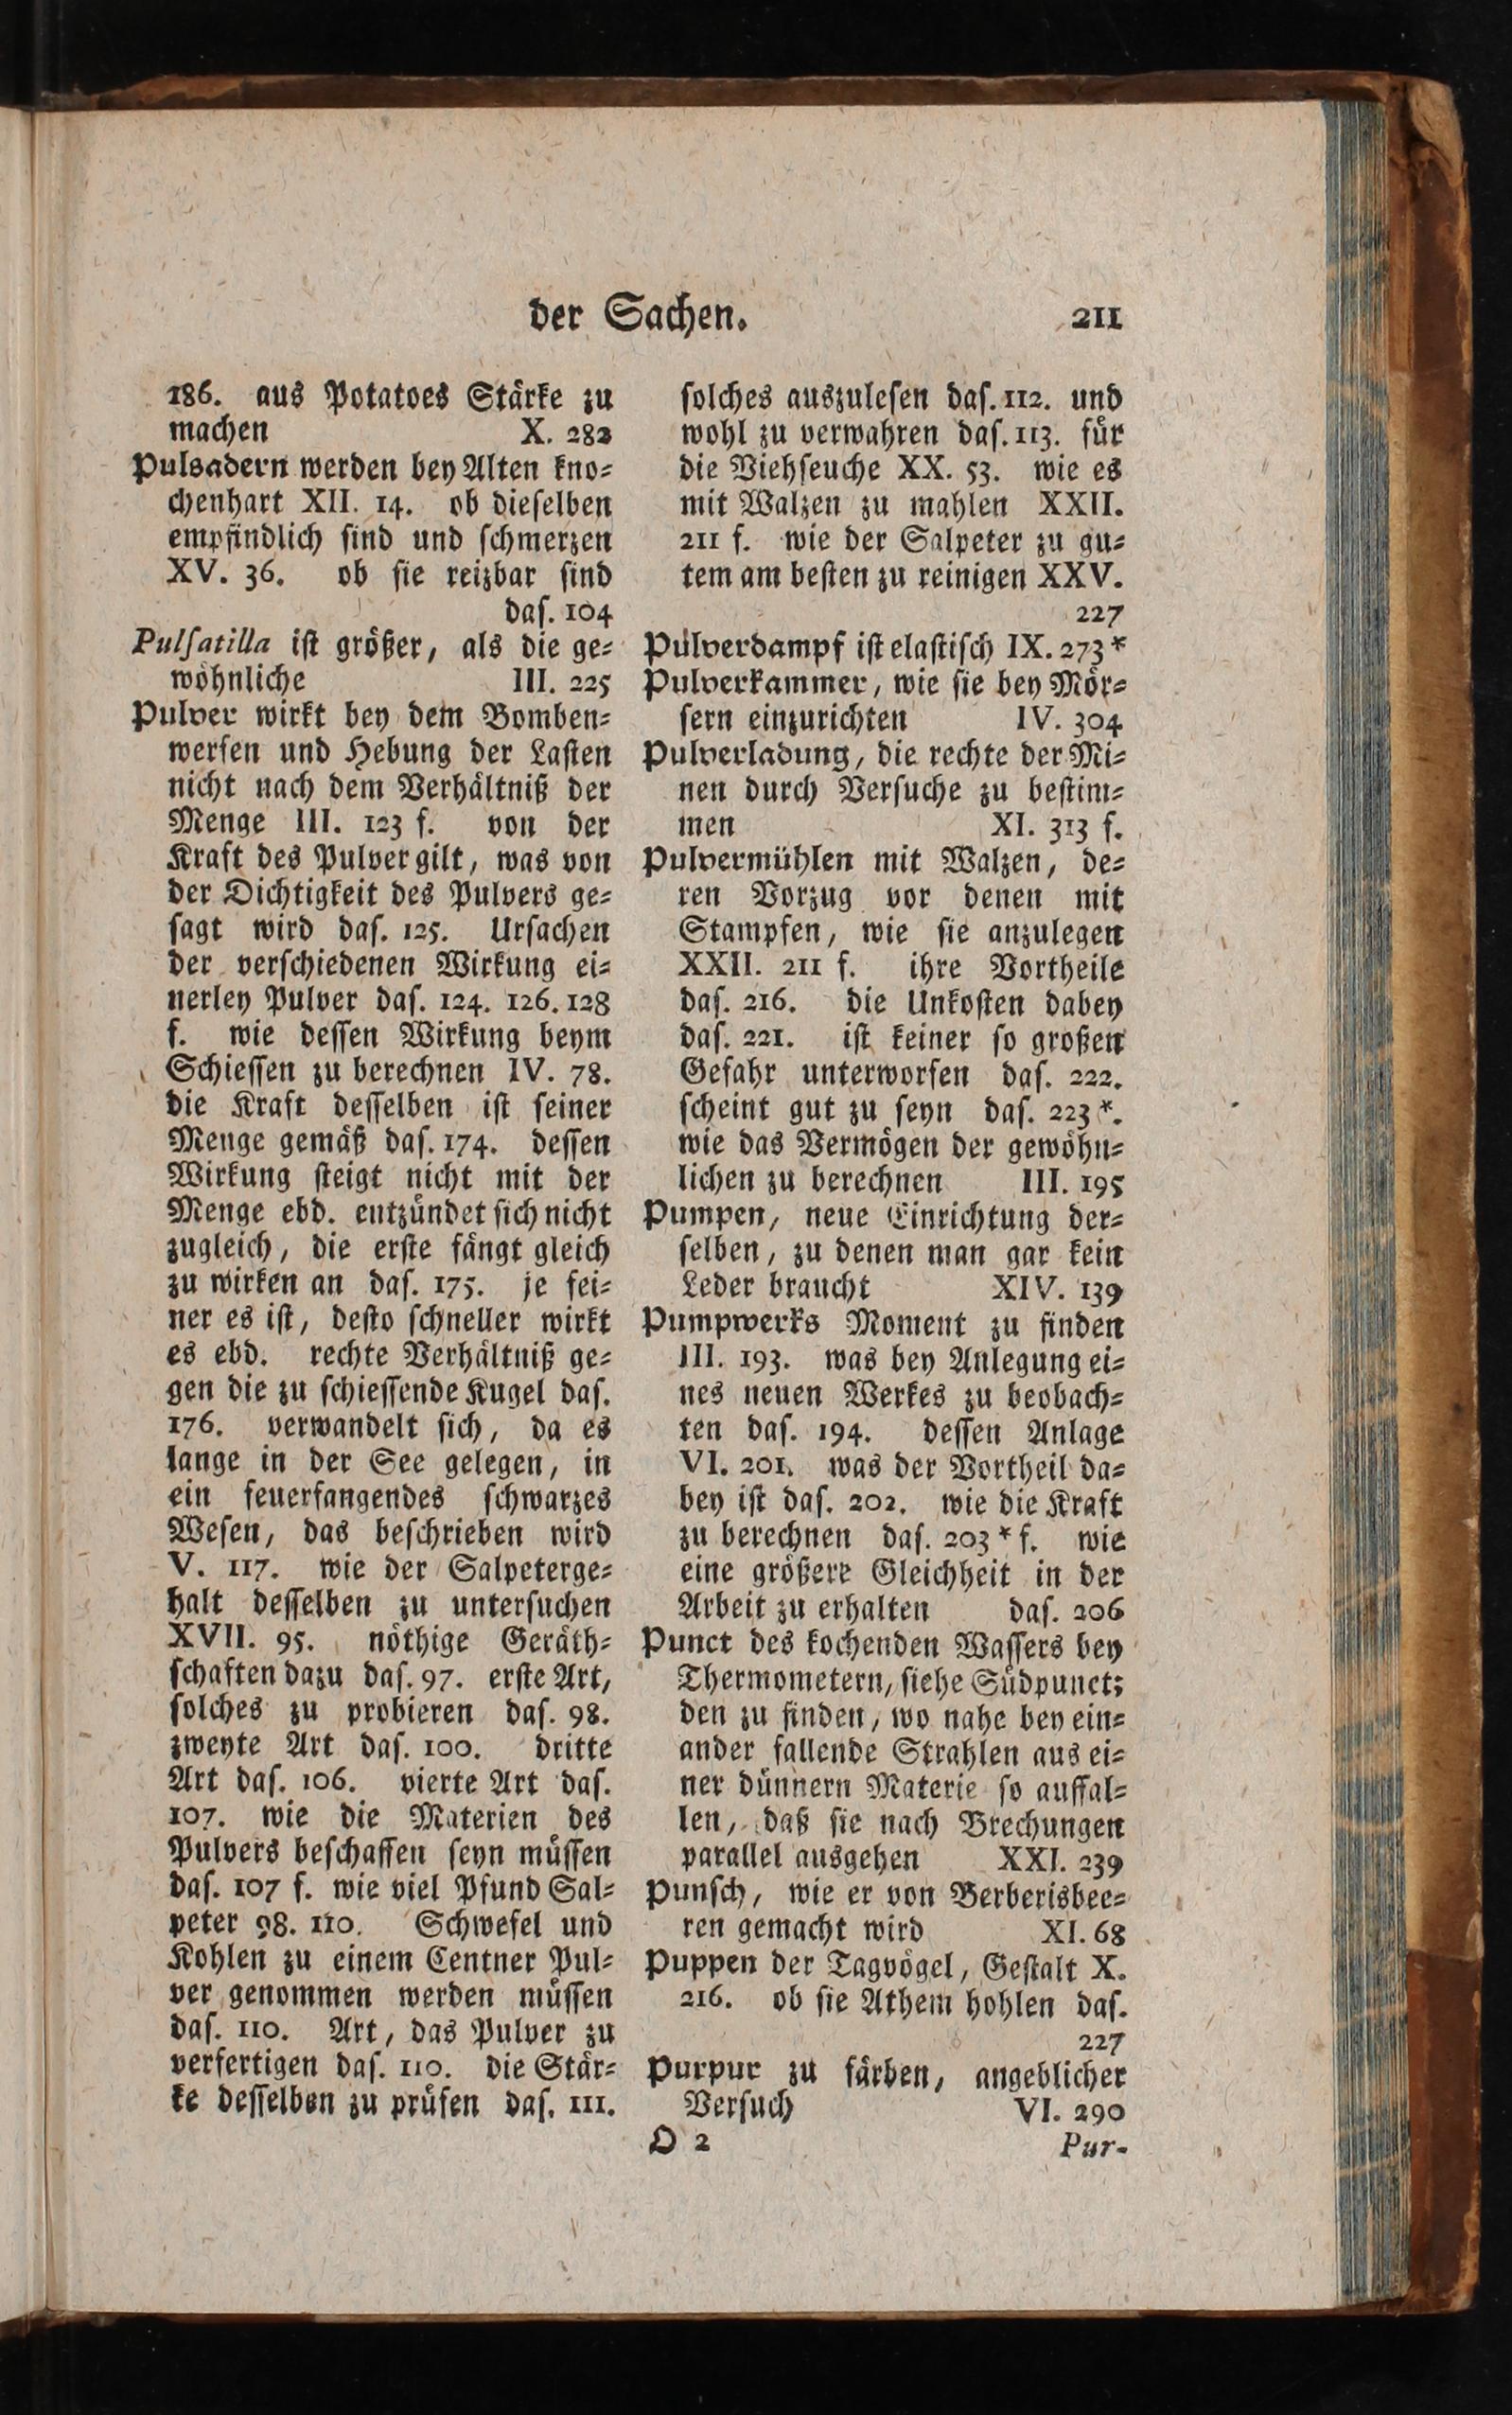 der Sachen. 211
186. aus Potatoes Stärke zu
machen X. 282
Pulsadern werden bey Alten kno-
chenhart XII. 14. ob dieſelben
empfindlich ſind und ſchmerzen
XV. 36. ob ſie reizbar ſind
daſ. 104
Pulſatilla iſt größer, als die ge-
wöhnliche III. 225
Pulver wirkt bey dem Bomben-
werfen und Hebung der Laſten
nicht nach dem Verhältniß der
Menge III. 123 f. von der
Kraft des Pulver gilt, was von
der Dichtigkeit des Pulvers ge-
ſagt wird daſ. 125. Urſachen
der verſchiedenen Wirkung ei-
nerley Pulver daſ. 124. 126. 128
f. wie deſſen Wirkung beym
Schieſſen zu berechnen IV. 78.
die Kraft deſſelben iſt ſeiner
Menge gemäß daſ. 174. deſſen
Wirkung ſteigt nicht mit der
Menge ebd. entzündet ſich nicht
zugleich, die erſte fängt gleich
zu wirken an daſ. 175. je fei-
ner es iſt, deſto ſchneller wirkt
es ebd. rechte Verhältniß ge-
gen die zu ſchieſſende Kugel daſ.
176. verwandelt ſich, da es
lange in der See gelegen, in
ein feuerfangendes ſchwarzes
Weſen, das beſchrieben wird
V. 117. wie der Salpeterge-
halt deſſelben zu unterſuchen
XVII. 95. nöthige Geräth-
ſchaften dazu daſ. 97. erſte Art,
ſolches zu probieren daſ. 98.
zweyte Art daſ. 100. dritte
Art daſ. 106. vierte Art daſ.
107. wie die Materien des
Pulvers beſchaffen ſeyn müſſen
daſ. 107 f. wie viel Pfund Sal-
peter 98. 110. Schwefel und
Kohlen zu einem Centner Pul-
ver genommen werden müſſen
daſ. 110. Art, das Pulver zu
verfertigen daſ. 110. die Stär-
ke deſſelben zu prüfen daſ. 111.
ſolches auszuleſen daſ. 112. und
wohl zu verwahren daſ. 113. für
die Viehſeuche XX. 53. wie es
mit Walzen zu mahlen XXII.
211 f. wie der Salpeter zu gu-
tem am beſten zu reinigen XXV.
227
Pulverdampf iſt elaſtiſch IX. 273*
Pulverkammer, wie ſie bey Mör-
ſern einzurichten IV. 304
Pulverladung, die rechte der Mi-
nen durch Verſuche zu beſtim-
men XI. 313 f.
Pulvermühlen mit Walzen, de-
ren Vorzug vor denen mit
Stampfen, wie ſie anzulegen
XXII. 211 f. ihre Vortheile
daſ. 216. die Unkoſten dabey
daſ. 221. iſt keiner ſo großen
Gefahr unterworfen daſ. 222.
ſcheint gut zu ſeyn daſ. 223*.
wie das Vermögen der gewöhn-
lichen zu berechnen III. 195
Pumpen, neue Einrichtung der-
ſelben, zu denen man gar kein
Leder braucht XIV. 139
Pumpwerks Moment zu finden
III. 193. was bey Anlegung ei-
nes neuen Werkes zu beobach-
ten daſ. 194. deſſen Anlage
VI. 201. was der Vortheil da-
bey iſt daſ. 202. wie die Kraft
zu berechnen daſ. 203* f. wie
eine größere Gleichheit in der
Arbeit zu erhalten daſ. 206
Punct des kochenden Waſſers bey
Thermometern, ſiehe Südpunct;
den zu finden, wo nahe bey ein-
ander fallende Strahlen aus ei-
ner dünnern Materie ſo auffal-
len, daß ſie nach Brechungen
parallel ausgehen XXI. 239
Punſch, wie er von Berberisbee-
ren gemacht wird XI. 68
Puppen der Tagvögel, Geſtalt X.
216. ob ſie Athem hohlen daſ.
227
Purpur zu färben, angeblicher
Verſuch VI. 290
O 2 Pur-